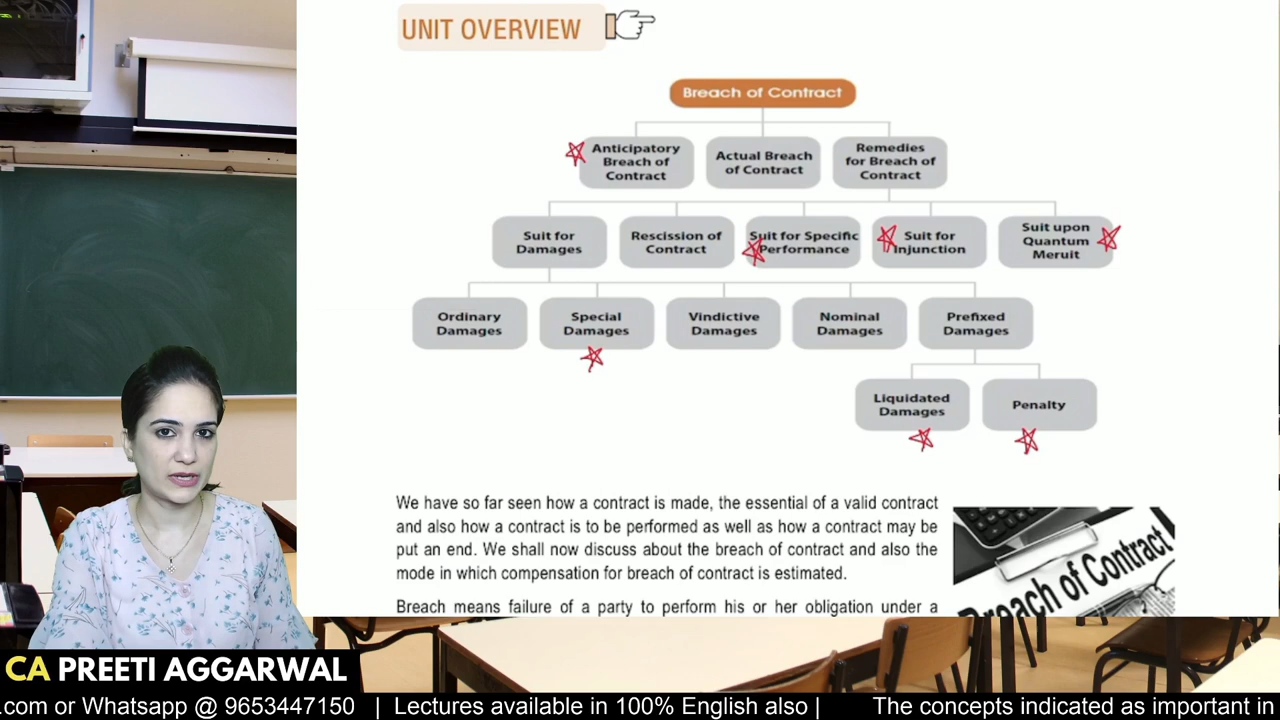 UNIT OVERVIEW
Breach of Contract
Anticipatory
Breach of
Contract
Actual Breach
of Contract
Remedies
for Breach of
Contract
Suit for
Damages
Rescission of
Contract
Suit for Specific
Performance
Suit for
Injunction
Suit upon
Quantum
Meruit
Ordinary
Damages
Special
Damages
Vindictive
Damages
Nominal
Damages
Prefixed
Damages
Liquidated
Damages
Penalty
We have so far seen how a contract is made, the essential of a valid contract
and also how a contract is to be performed as well as how a contract may be
put an end. We shall now discuss about the breach of contract and also the
mode in which compensation for breach of contract is estimated.
Breach means failure of a party to perform his or her obligation under a
Breach of Contract
CA PREETI AGGARWAL
.com or Whatsapp @ 9653447150 | Lectures available in 100% English also | The concepts indicated as important in